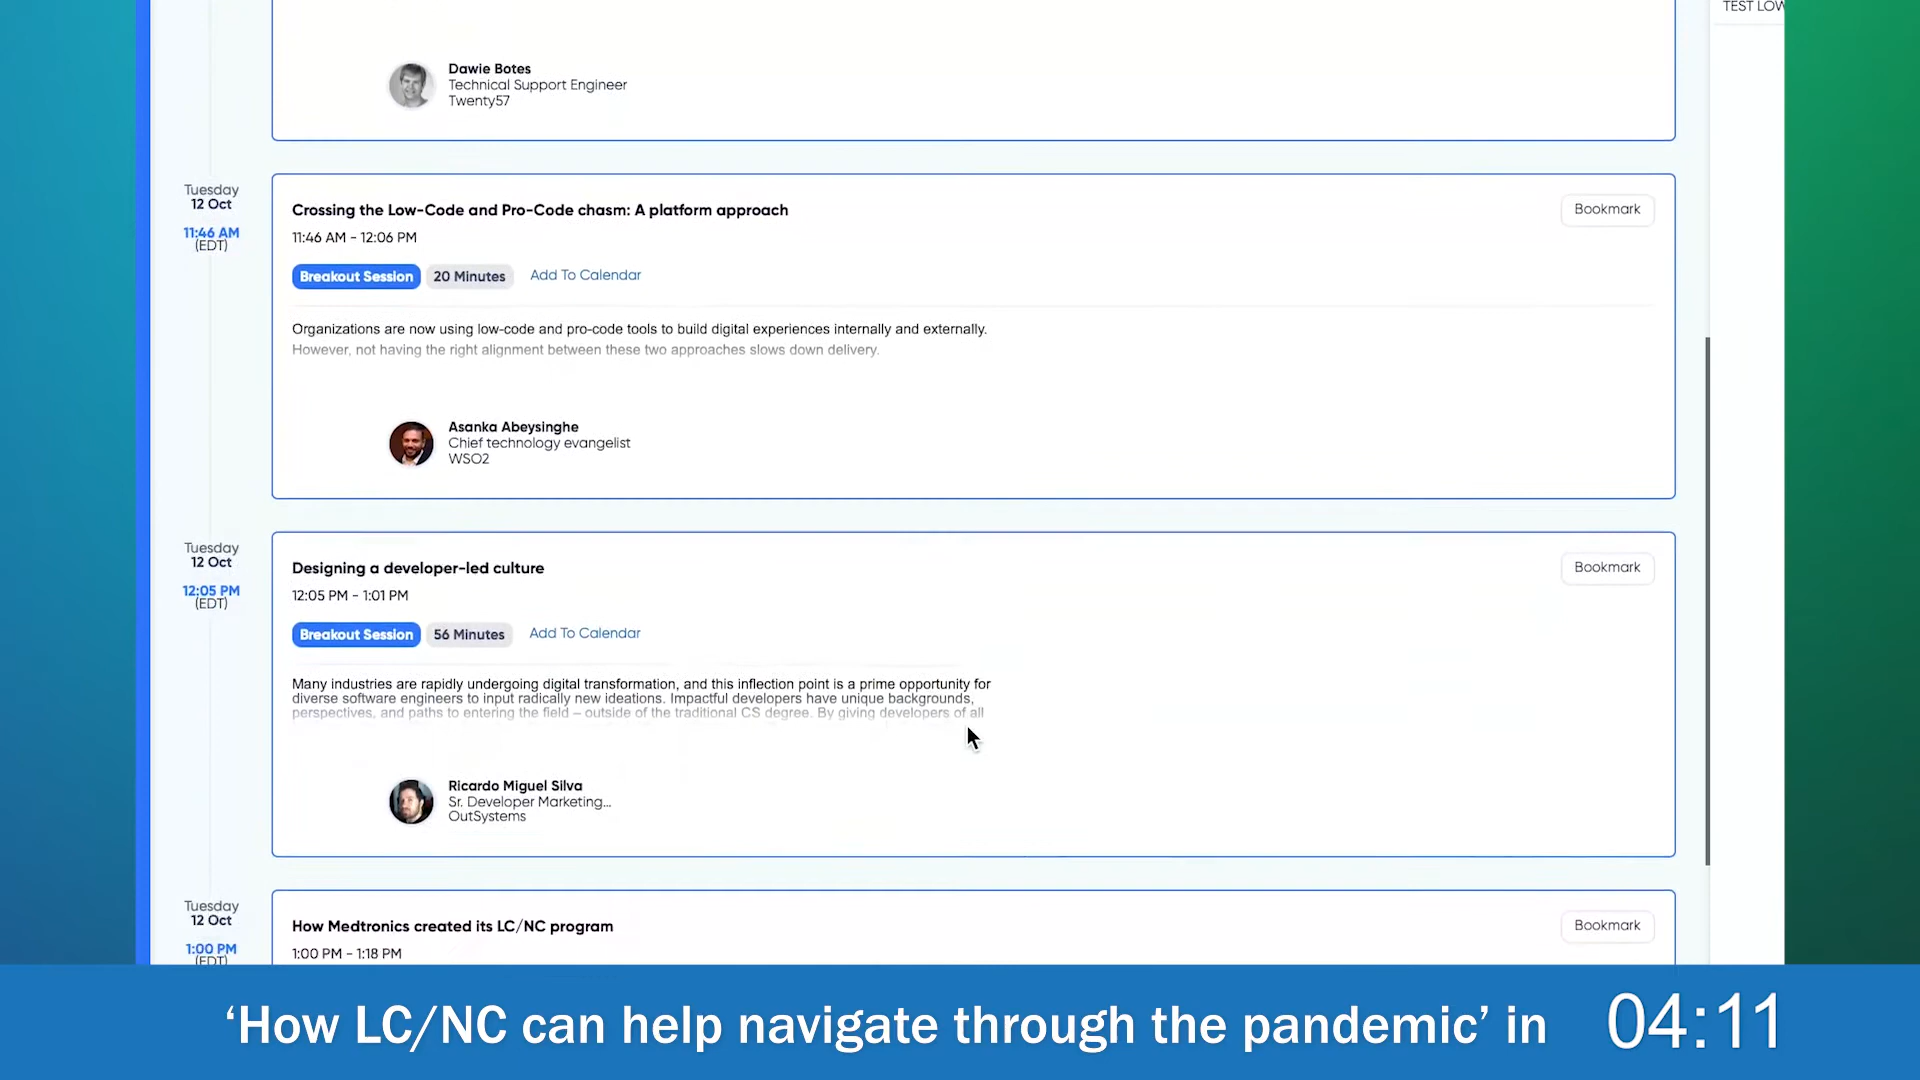 TEST LOW
Dawie Botes
Technical Support Engineer
Twenty57
Tuesday
12 Oct
11:46 AM
(EDT)
Crossing the Low-Code and Pro-Code chasm: A platform approach
Bookmark
11:46 AM - 12:06 PM
Breakout Session 20 Minutes Add To Calendar
Organizations are now using low-code and pro-code tools to build digital experiences internally and externally.
However, not having the right alignment between these two approaches slows down delivery.
Asanka Abeysinghe
Chief technology evangelist
WSO2
Tuesday
12 Oct
12:05 PM
(EDT)
Designing a developer-led culture
Bookmark
12:05 PM - 1:01 PM
Breakout Session 56 Minutes Add To Calendar
Many industries are rapidly undergoing digital transformation, and this inflection point is a prime opportunity for
diverse software engineers to input radically new ideations. Impactful developers have unique backgrounds,
perspectives, and paths to entering the field – outside of the traditional CS degree. By giving developers of all
Ricardo Miguel Silva
Sr. Developer Marketing...
OutSystems
Tuesday
12 Oct
1:00 PM
(EDT)
How Medtronics created its LC/NC program
Bookmark
1:00 PM - 1:18 PM
‘How LC/NC can help navigate through the pandemic’ in 04:11